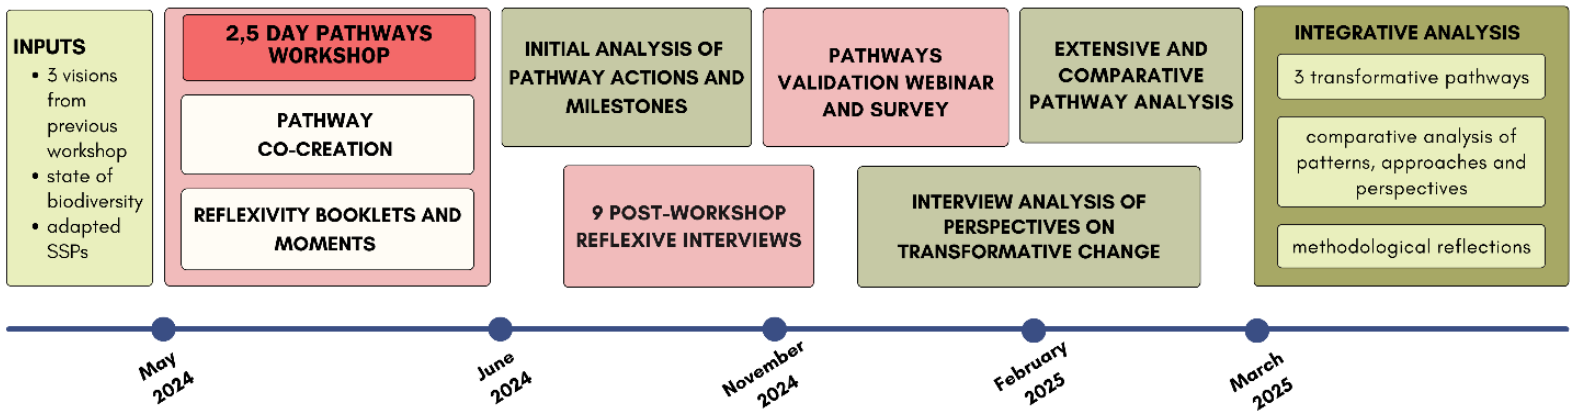 INPUTS
• 3 visions
from
previous
workshop
• state of
biodiversity
• adapted
SSPs
2,5 DAY PATHWAYS
WORKSHOP
PATHWAY
CO-CREATION
REFLEXIVITY BOOKLETS AND
MOMENTS
INITIAL ANALYSIS OF
PATHWAY ACTIONS AND
MILESTONES
9 POST-WORKSHOP
REFLEXIVE INTERVIEWS
PATHWAYS
VALIDATION WEBINAR
AND SURVEY
INTERVIEW ANALYSIS OF
PERSPECTIVES ON
TRANSFORMATIVE CHANGE
EXTENSIVE AND
COMPARATIVE
PATHWAY ANALYSIS
INTEGRATIVE ANALYSIS
3 transformative pathways
comparative analysis of
patterns, approaches and
perspectives
methodological reflections
May
2024
June
2024
November
2024
February
2025
March
2025